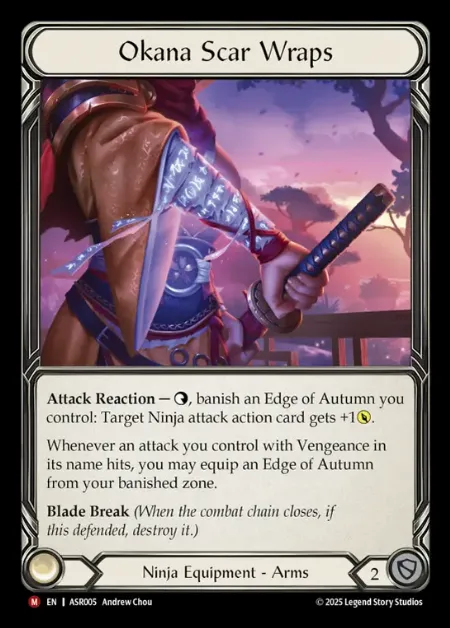 Okana Scar Wraps
Attack Reaction — , banish an Edge of Autumn you
control: Target Ninja attack action card gets +1.
Whenever an attack you control with Vengeance in
its name hits, you may equip an Edge of Autumn
from your banished zone.
Blade Break (When the combat chain closes, if
this defended, destroy it.)
Ninja Equipment - Arms
2
M EN | ASR005 Andrew Chou
© 2025 Legend Story Studios